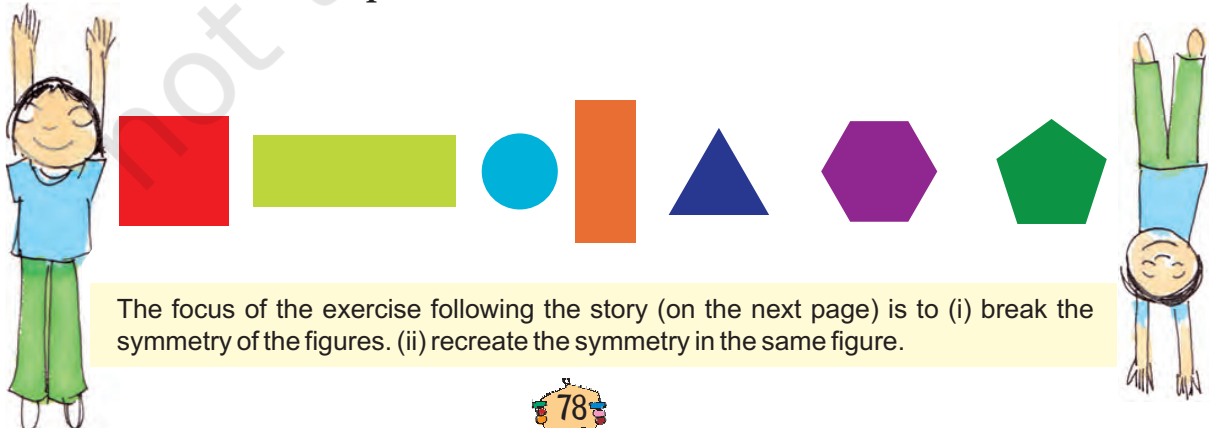 not
The focus of the exercise following the story (on the next page) is to (i) break the
symmetry of the figures. (ii) recreate the symmetry in the same figure.
78